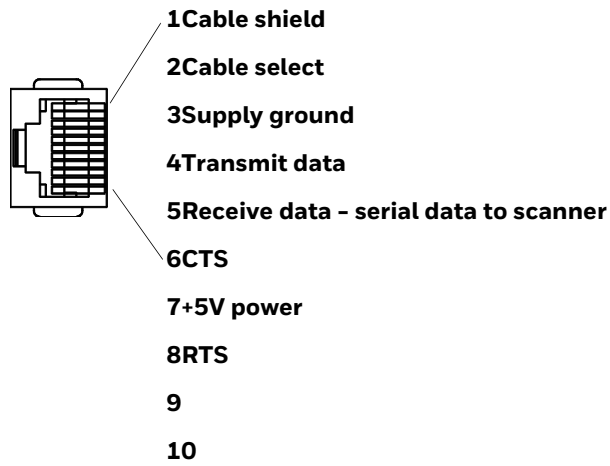 1Cable shield
2Cable select
3Supply ground
4Transmit data
5Receive data – serial data to scanner
6CTS
7+5V power
8RTS
9
10